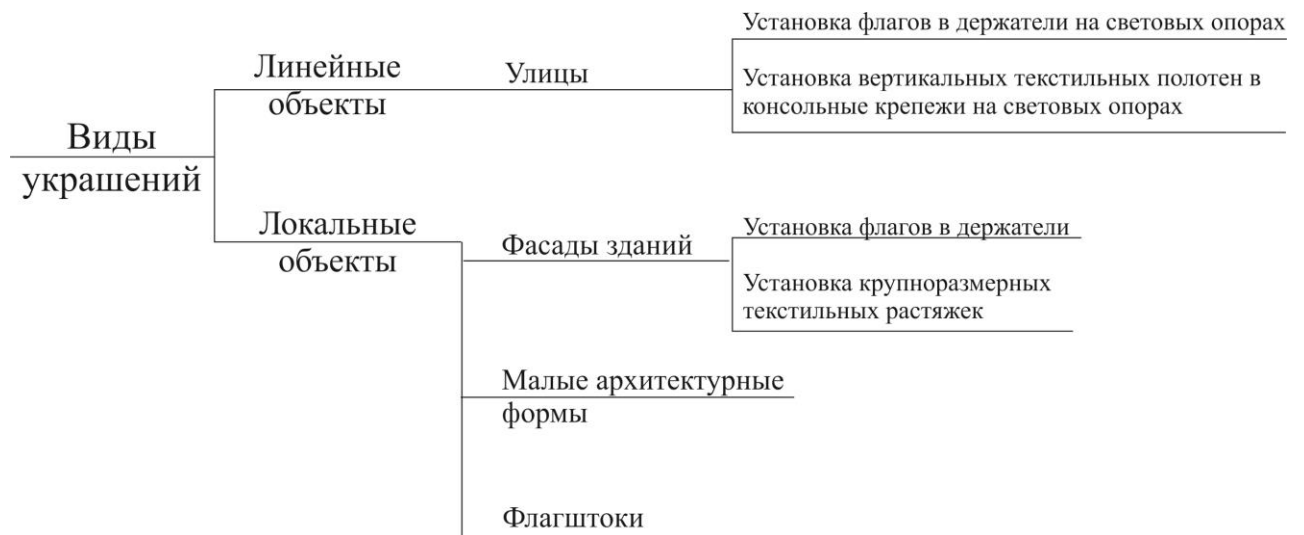 Виды
украшений
Линейные
объекты
Улицы
Установка флагов в держатели на световых опорах
Установка вертикальных текстильных полотен в
консольные крепежи на световых опорах
Локальные
объекты
Фасады зданий
Установка флагов в держатели
Установка крупноразмерных
текстильных растяжек
Малые архитектурные
формы
Флагштоки